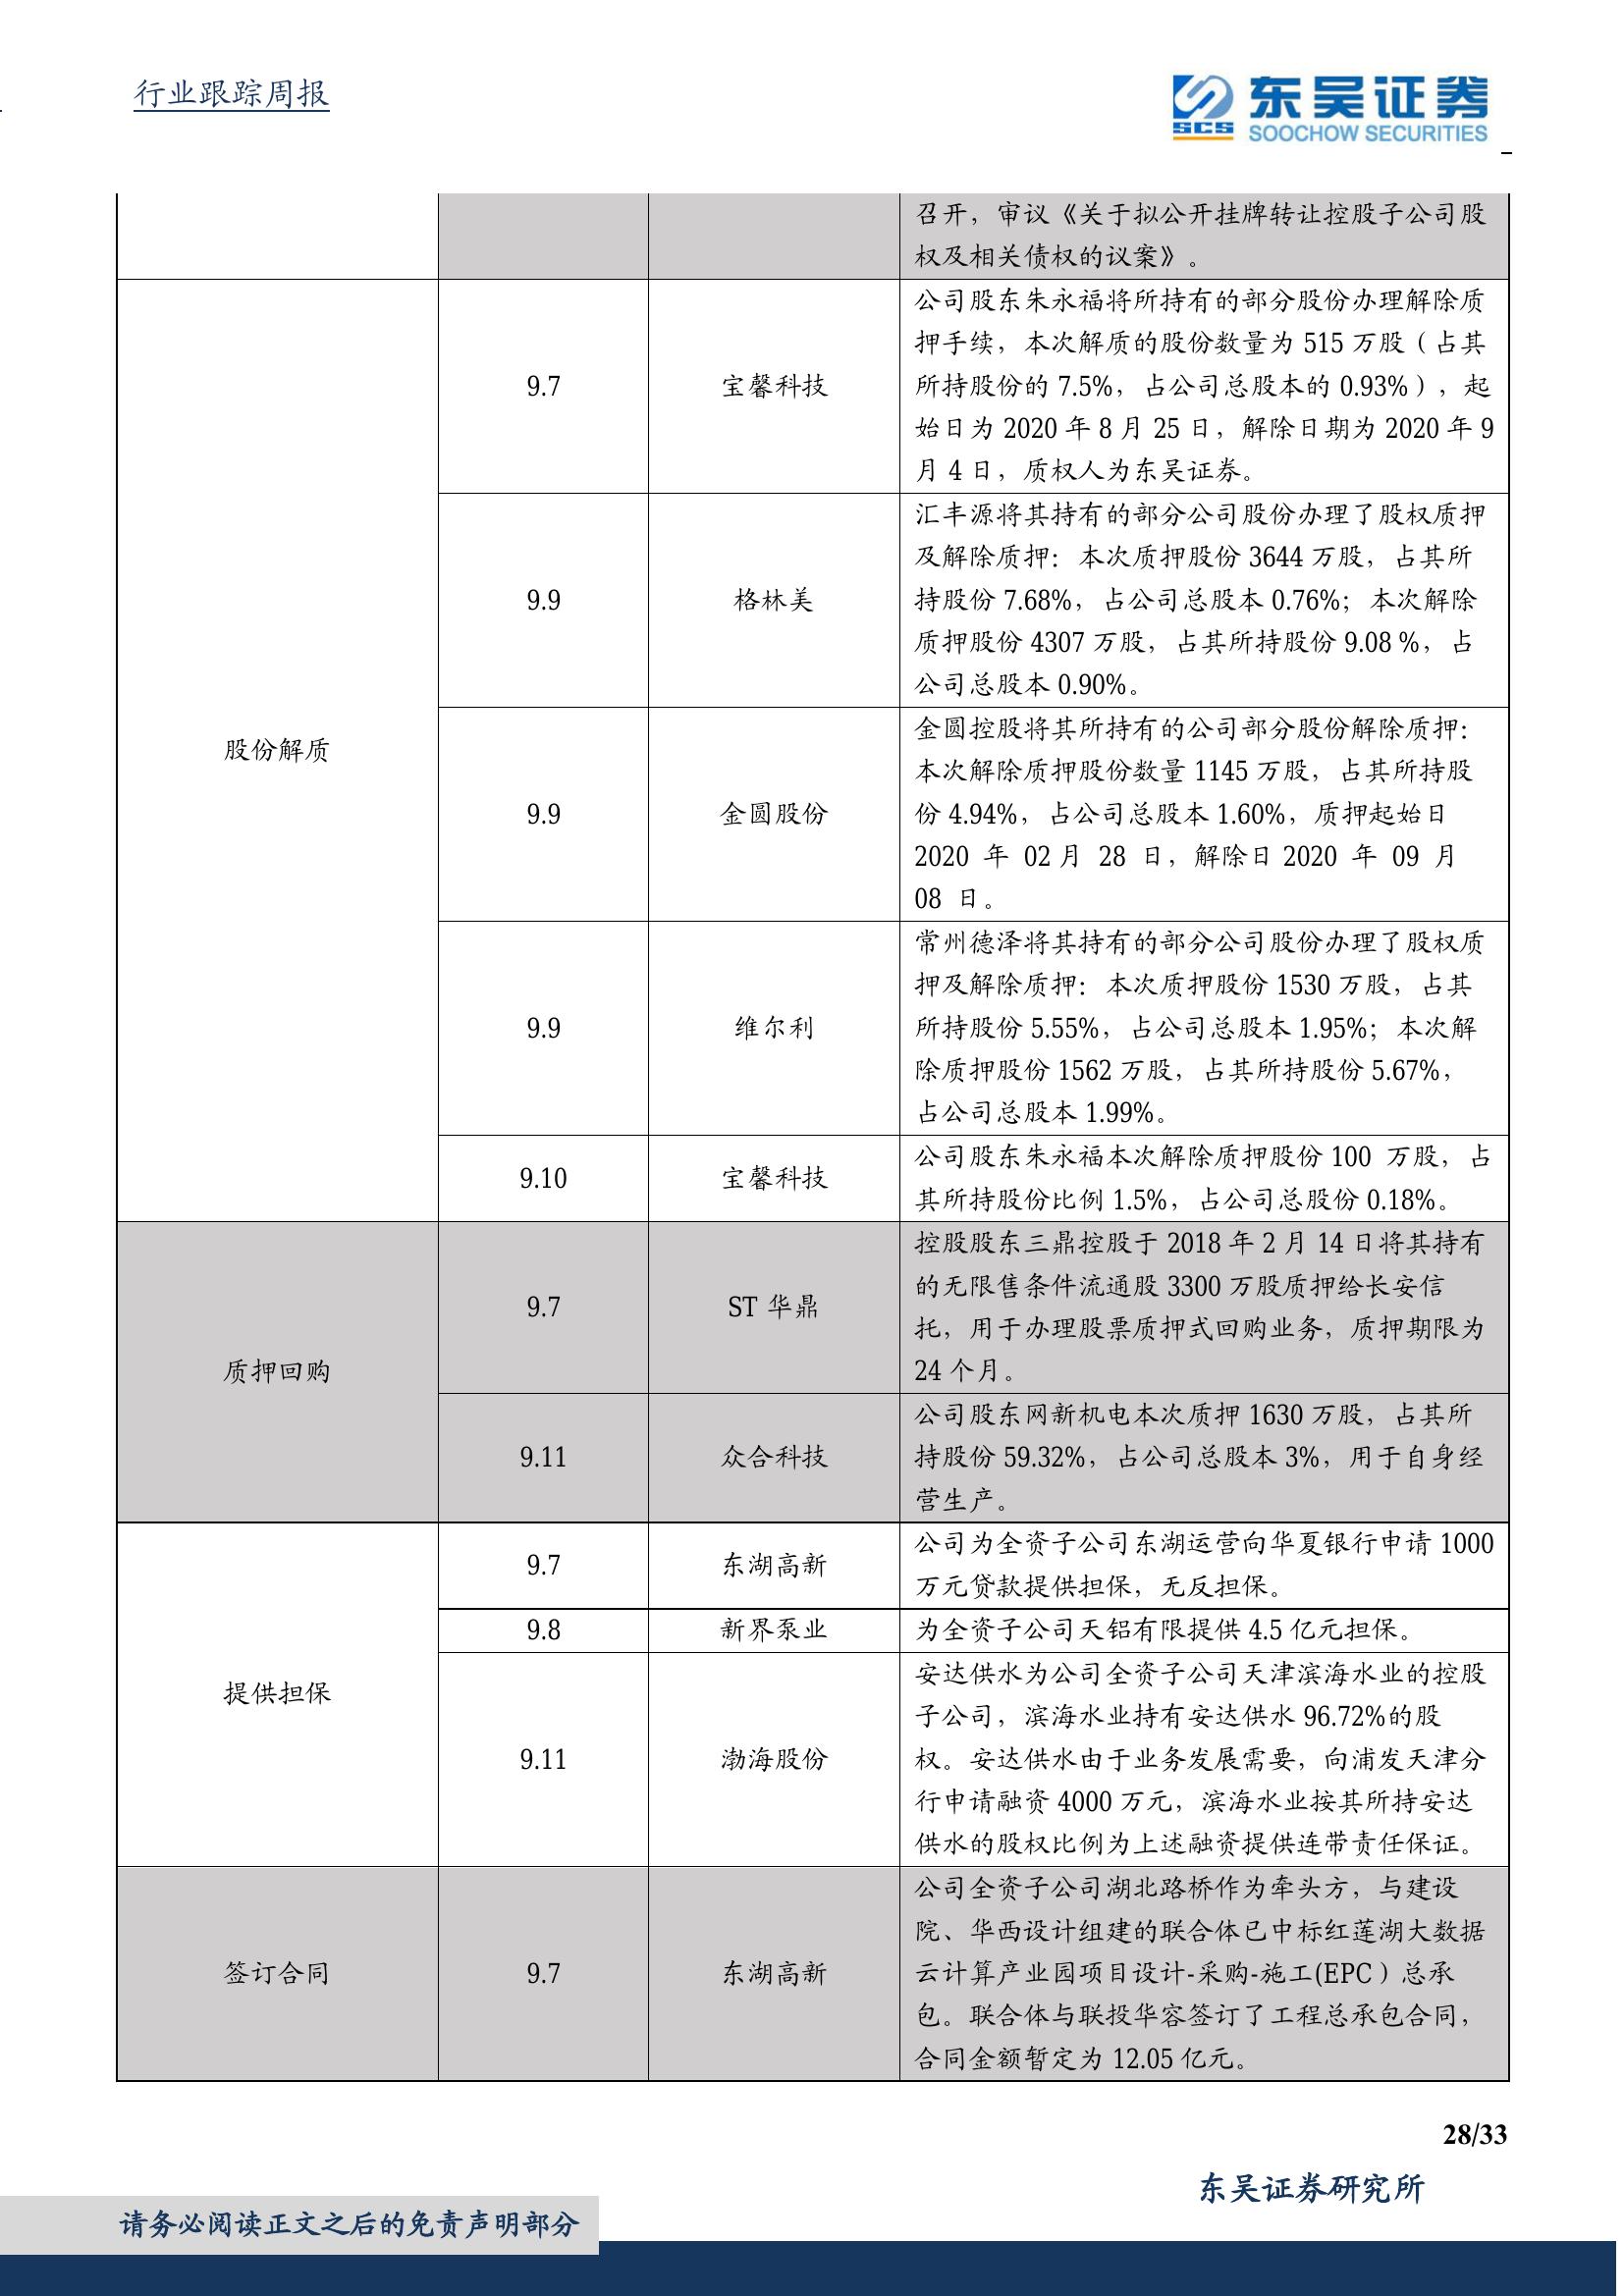 行业跟踪周报
东吴证券
SCS
SOOCHOW SECURITIES
召开，审议《关于拟公开挂牌转让控股子公司股
权及相关债权的议案》。
股份解质
9.7
宝馨科技
公司股东朱永福将所持有的部分股份办理解除质
押手续，本次解质的股份数量为 515 万股（占其
所持股份的 7.5%，占公司总股本的 0.93%），起
始日为 2020 年 8 月 25 日，解除日期为 2020 年 9
月 4 日，质权人为东吴证券。
9.9
格林美
汇丰源将其持有的部分公司股份办理了股权质押
及解除质押：本次质押股份 3644 万股，占其所
持股份 7.68%，占公司总股本 0.76%；本次解除
质押股份 4307 万股，占其所持股份 9.08 %，占
公司总股本 0.90%。
9.9
金圆股份
金圆控股将其所持有的公司部分股份解除质押：
本次解除质押股份数量 1145 万股，占其所持股
份 4.94%，占公司总股本 1.60%，质押起始日
2020 年 02 月 28 日，解除日 2020 年 09 月
08 日。
9.9
维尔利
常州德泽将其持有的部分公司股份办理了股权质
押及解除质押：本次质押股份 1530 万股，占其
所持股份 5.55%，占公司总股本 1.95%；本次解
除质押股份 1562 万股，占其所持股份 5.67%，
占公司总股本 1.99%。
9.10
宝馨科技
公司股东朱永福本次解除质押股份 100 万股，占
其所持股份比例 1.5%，占公司总股份 0.18%。
质押回购
9.7
ST 华鼎
控股股东三鼎控股于 2018 年 2 月 14 日将其持有
的无限售条件流通股 3300 万股质押给长安信
托，用于办理股票质押式回购业务，质押期限为
24 个月。
9.11
众合科技
公司股东网新机电本次质押 1630 万股，占其所
持股份 59.32%，占公司总股本 3%，用于自身经
营生产。
提供担保
9.7
东湖高新
公司为全资子公司东湖运营向华夏银行申请 1000
万元贷款提供担保，无反担保。
9.8
新界泵业
为全资子公司天铝有限提供 4.5 亿元担保。
9.11
渤海股份
安达供水为公司全资子公司天津滨海水业的控股
子公司，滨海水业持有安达供水 96.72%的股
权。安达供水由于业务发展需要，向浦发天津分
行申请融资 4000 万元，滨海水业按其所持安达
供水的股权比例为上述融资提供连带责任保证。
签订合同
9.7
东湖高新
公司全资子公司湖北路桥作为牵头方，与建设
院、华西设计组建的联合体已中标红莲湖大数据
云计算产业园项目设计-采购-施工(EPC）总承
包。联合体与联投华容签订了工程总承包合同，
合同金额暂定为 12.05 亿元。
28/33
东吴证券研究所
请务必阅读正文之后的免责声明部分